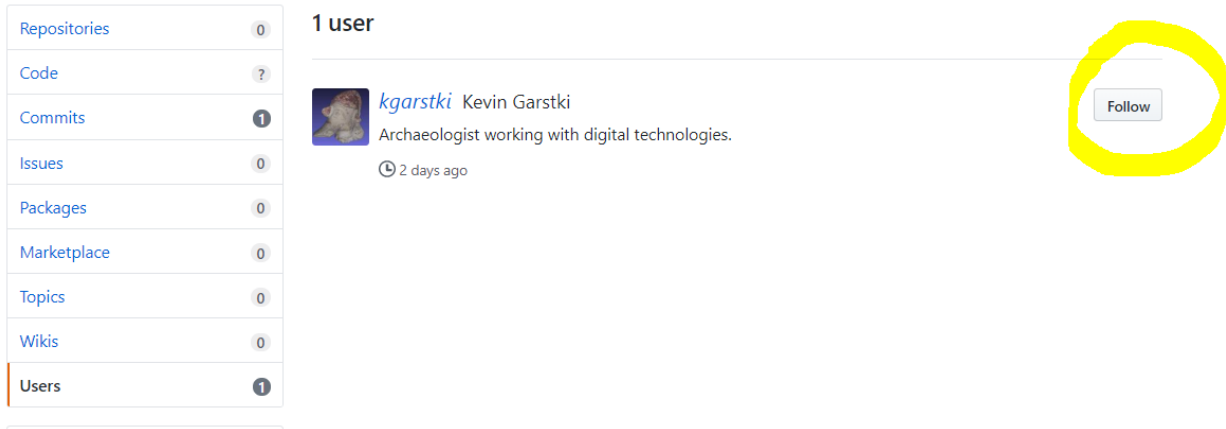 Repositories 0
Code ?
Commits 1
Issues 0
Packages 0
Marketplace 0
Topics 0
Wikis 0
Users 1
1 user
kgarstki Kevin Garstki
Follow
Archaeologist working with digital technologies.
2 days ago